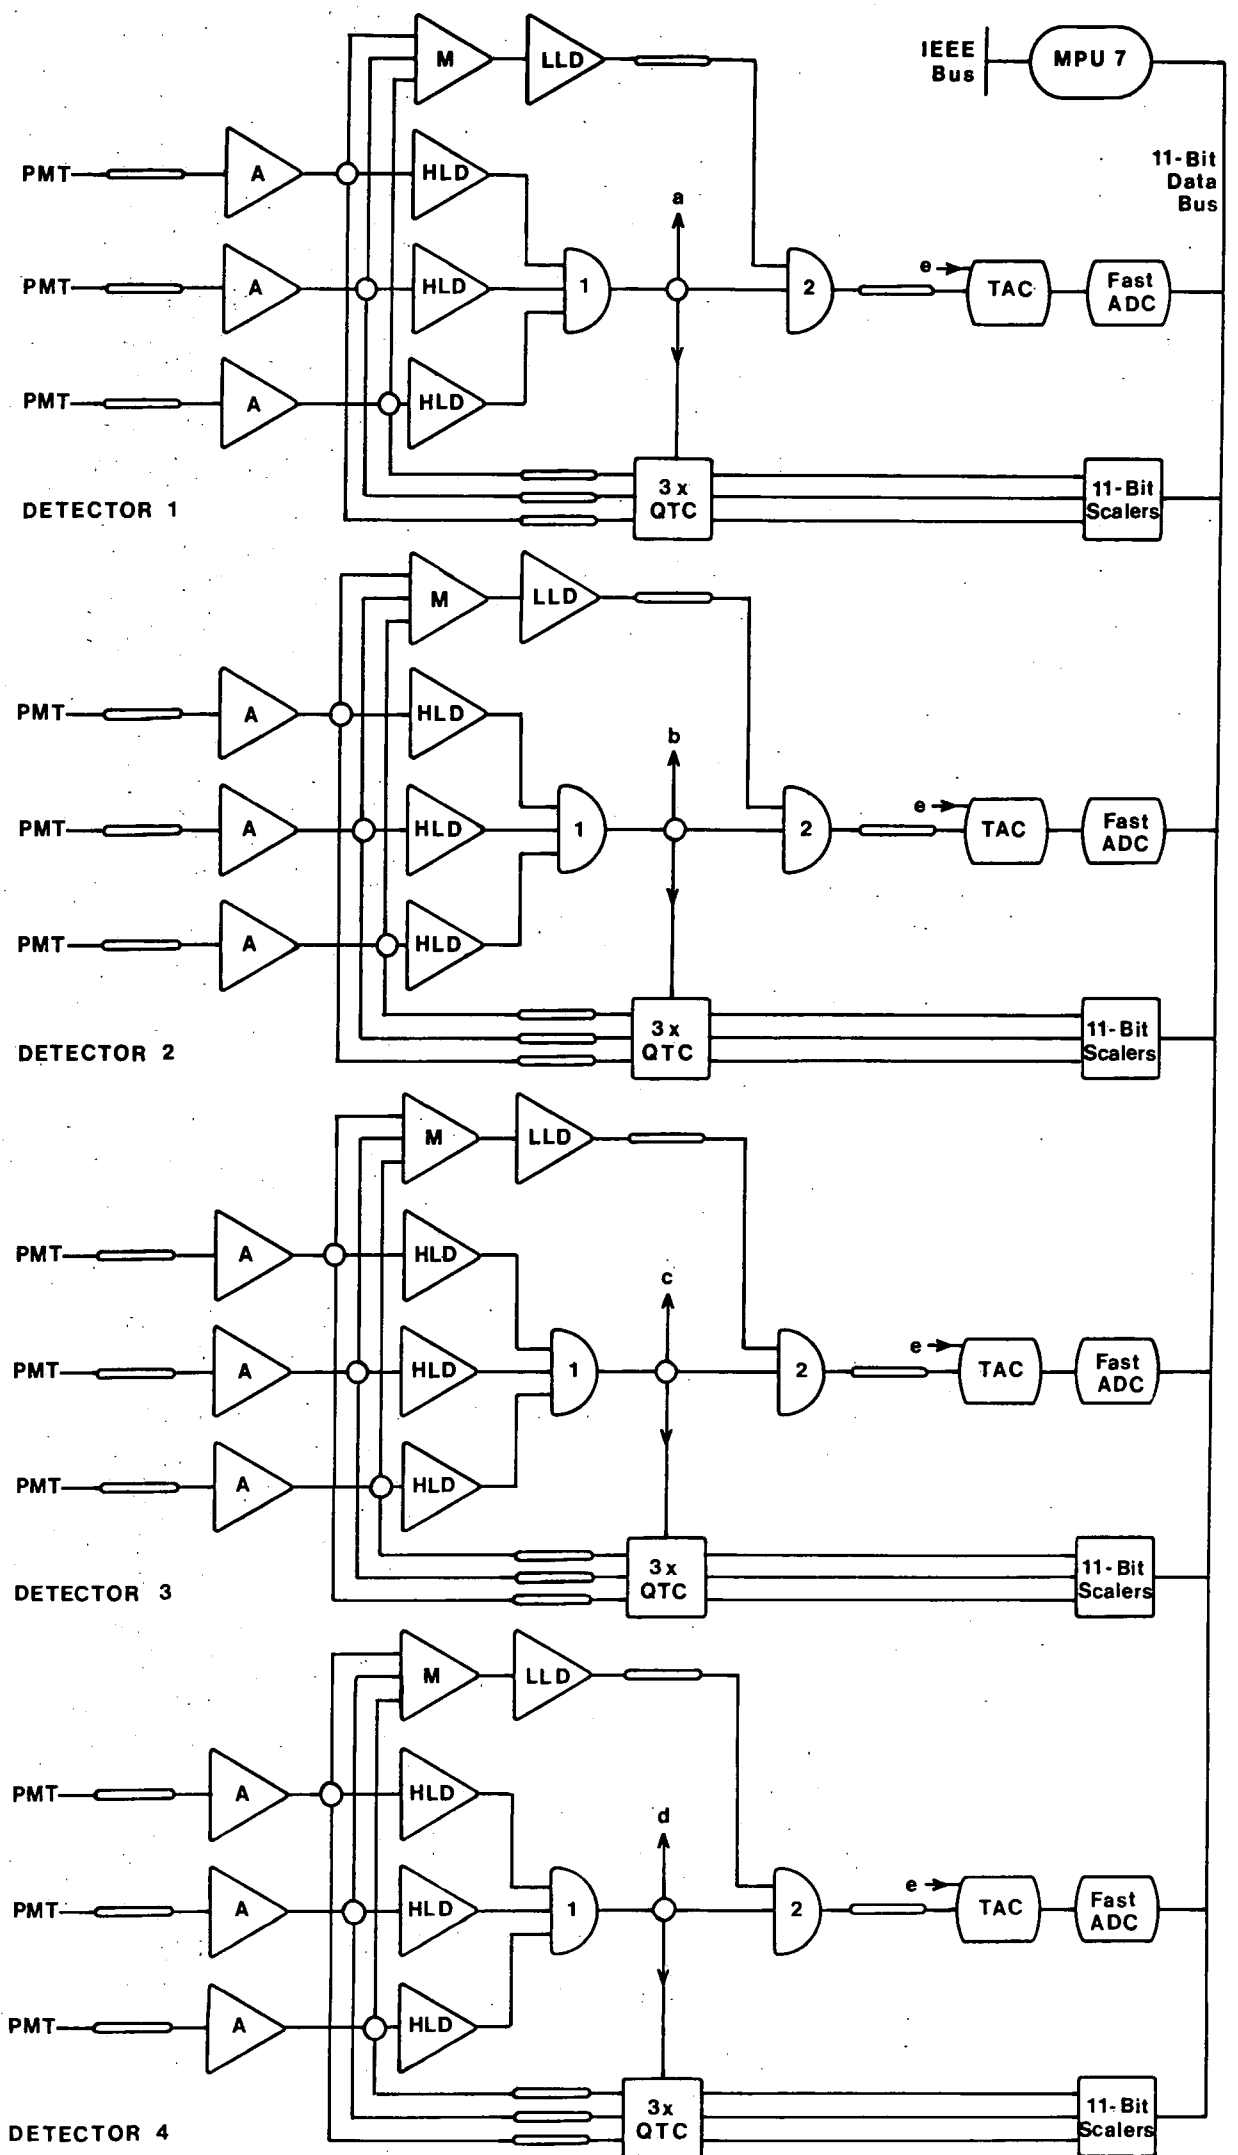 M
LLD
IEEE
Bus
MPU 7
11-Bit
Data
Bus
PMT
A
HLD
a
PMT
A
HLD
1
2
e
TAC
Fast
ADC
PMT
A
HLD
3x
QTC
11-Bit
Scalers
DETECTOR 1
M
LLD
PMT
A
HLD
b
PMT
A
HLD
1
2
e
TAC
Fast
ADC
PMT
A
HLD
3x
QTC
11-Bit
Scalers
DETECTOR 2
M
LLD
PMT
A
HLD
c
PMT
A
HLD
1
2
e
TAC
Fast
ADC
PMT
A
HLD
3x
QTC
11-Bit
Scalers
DETECTOR 3
M
LLD
PMT
A
HLD
d
PMT
A
HLD
1
2
e
TAC
Fast
ADC
PMT
A
HLD
3x
QTC
11-Bit
Scalers
DETECTOR 4